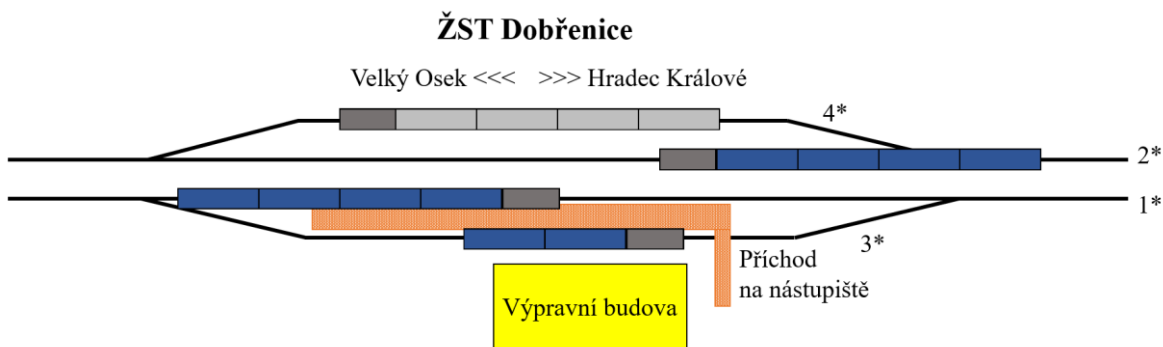 ŽST Dobřenice
Velký Osek <<< >>> Hradec Králové
4*
2*
1*
3*
Příchod
na nástupiště
Výpravní budova